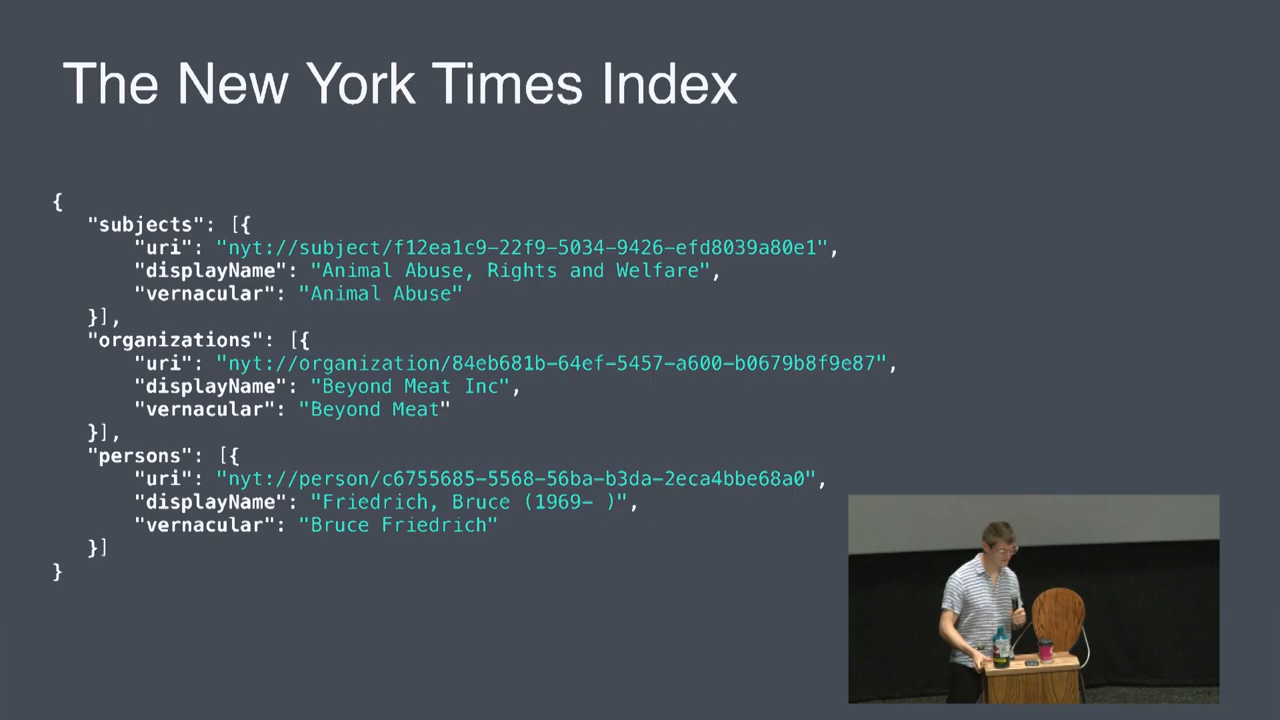 The New York Times Index
{
"subjects": [{
"uri": "nyt://subject/f12ea1c9-22f9-5034-9426-efd8039a80e1",
"displayName": "Animal Abuse, Rights and Welfare",
"vernacular": "Animal Abuse"
}],
"organizations": [{
"uri": "nyt://organization/84eb681b-64ef-5457-a600-b0679b8f9e87",
"displayName": "Beyond Meat Inc",
"vernacular": "Beyond Meat"
}],
"persons": [{
"uri": "nyt://person/c6755685-5568-56ba-b3da-2eca4bbe68a0",
"displayName": "Friedrich, Bruce (1969- )",
"vernacular": "Bruce Friedrich"
}]
}